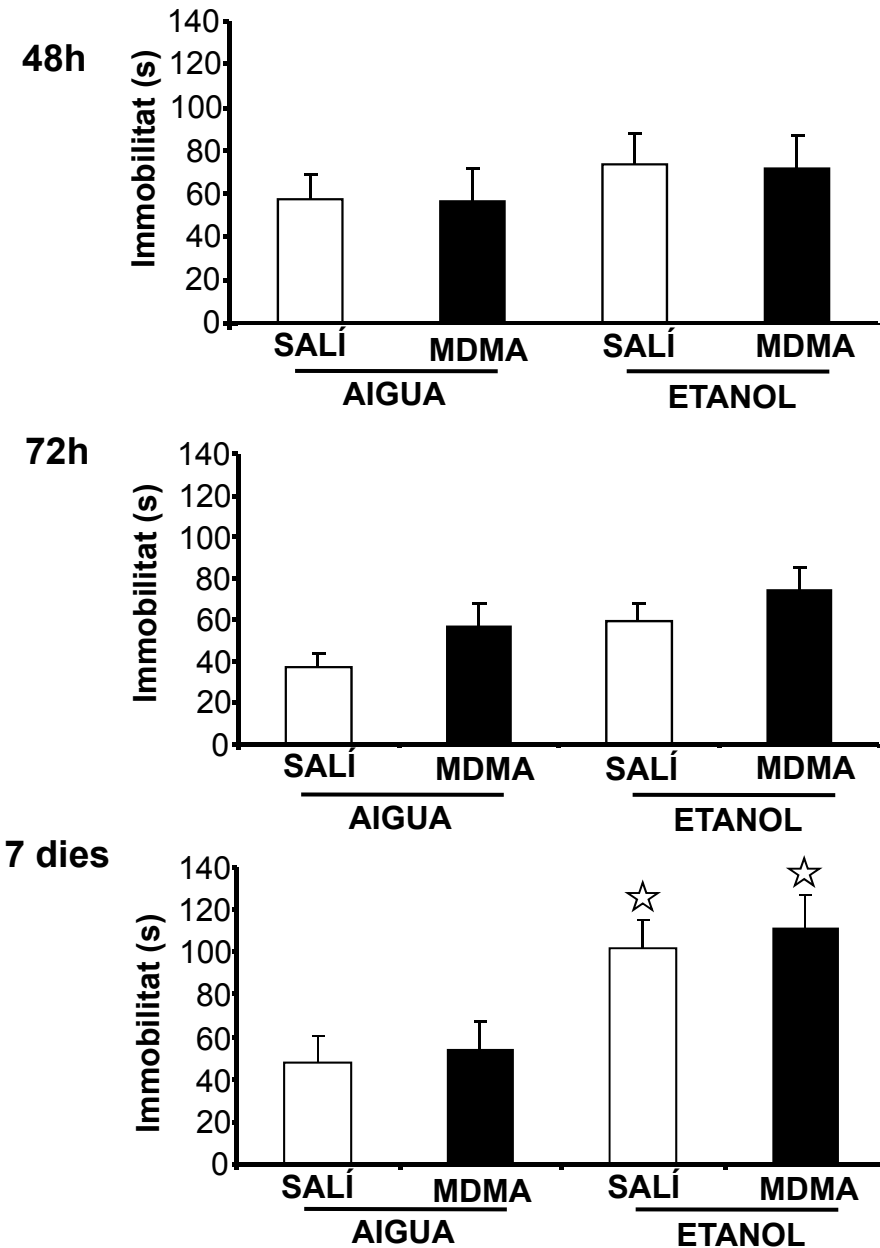 48h
Immobilitat (s)
140
120
100
80
60
40
20
0
SALÍ MDMA SALÍ MDMA
AIGUA ETANOL
72h
Immobilitat (s)
140
120
100
80
60
40
20
0
SALÍ MDMA SALÍ MDMA
AIGUA ETANOL
7 dies
Immobilitat (s)
140
120
100
80
60
40
20
0
SALÍ MDMA SALÍ MDMA
AIGUA ETANOL